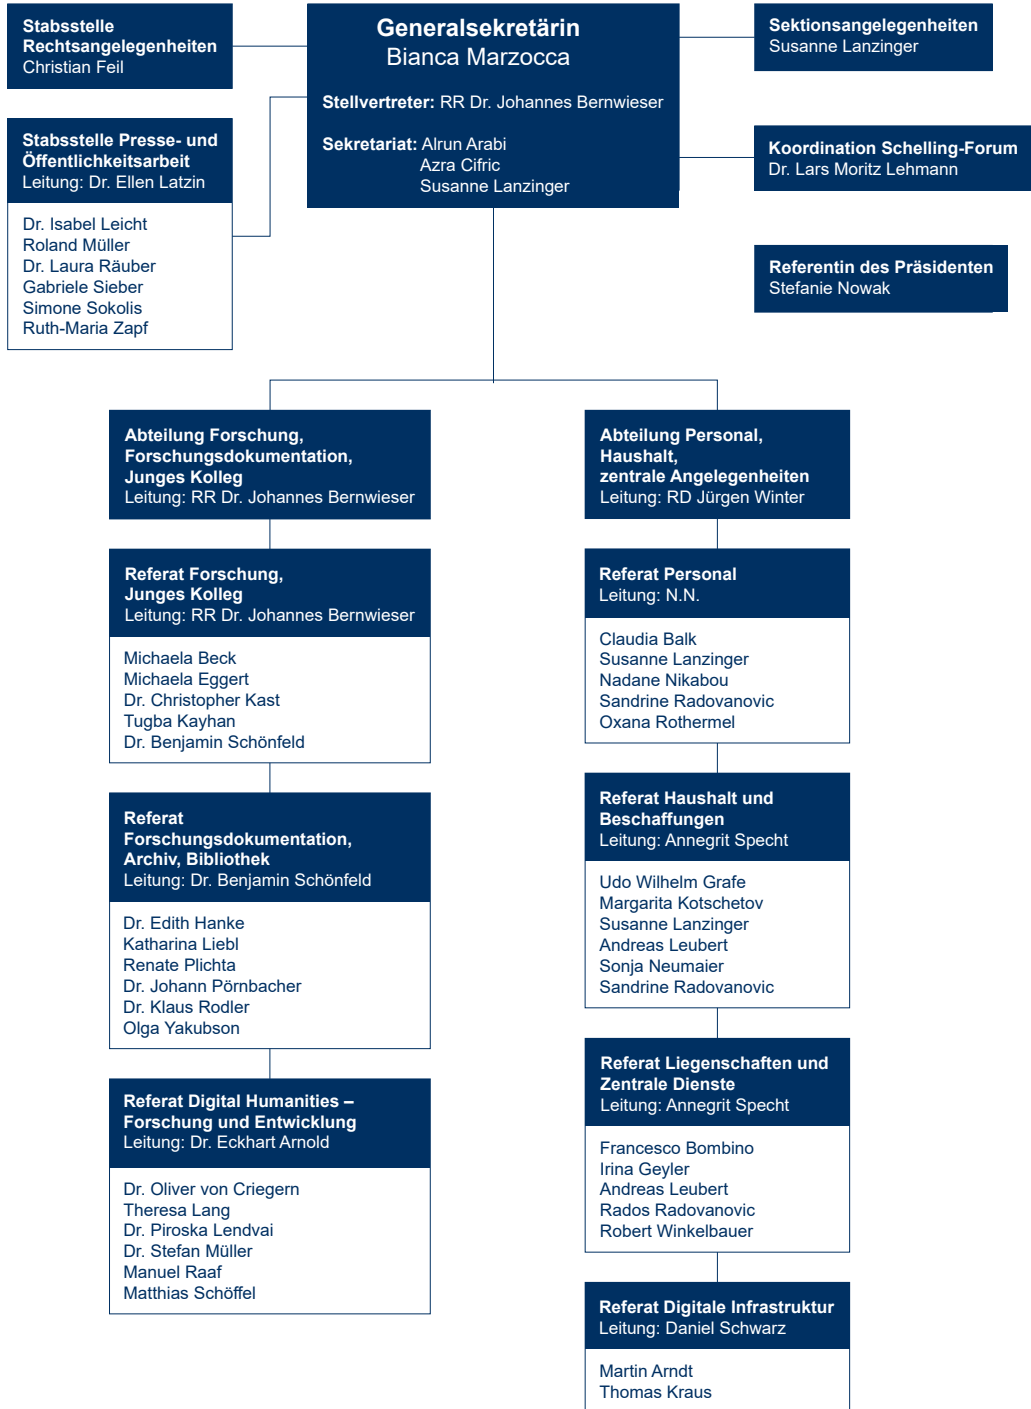 Stabsstelle
Rechtsangelegenheiten
Christian Feil
Generalsekretärin
Bianca Marzocca
Stellvertreter: RR Dr. Johannes Bernwieser
Sekretariat: Alrun Arabi
Azra Cifric
Susanne Lanzinger
Sektionsangelegenheiten
Susanne Lanzinger
Stabsstelle Presse- und
Öffentlichkeitsarbeit
Leitung: Dr. Ellen Latzin
Dr. Isabel Leicht
Roland Müller
Dr. Laura Räuber
Gabriele Sieber
Simone Sokolis
Ruth-Maria Zapf
Koordination Schelling-Forum
Dr. Lars Moritz Lehmann
Referentin des Präsidenten
Stefanie Nowak
Abteilung Forschung,
Forschungsdokumentation,
Junges Kolleg
Leitung: RR Dr. Johannes Bernwieser
Referat Forschung,
Junges Kolleg
Leitung: RR Dr. Johannes Bernwieser
Michaela Beck
Michaela Eggert
Dr. Christopher Kast
Tugba Kayhan
Dr. Benjamin Schönfeld
Referat
Forschungsdokumentation,
Archiv, Bibliothek
Leitung: Dr. Benjamin Schönfeld
Dr. Edith Hanke
Katharina Liebl
Renate Plichta
Dr. Johann Pörnbacher
Dr. Klaus Rodler
Olga Yakubson
Referat Digital Humanities –
Forschung und Entwicklung
Leitung: Dr. Eckhart Arnold
Dr. Oliver von Criegern
Theresa Lang
Dr. Piroska Lendvai
Dr. Stefan Müller
Manuel Raaf
Matthias Schöffel
Abteilung Personal,
Haushalt,
zentrale Angelegenheiten
Leitung: RD Jürgen Winter
Referat Personal
Leitung: N.N.
Claudia Balk
Susanne Lanzinger
Nadane Nikabou
Sandrine Radovanovic
Oxana Rothermel
Referat Haushalt und
Beschaffungen
Leitung: Annegrit Specht
Udo Wilhelm Grafe
Margarita Kotschetov
Susanne Lanzinger
Andreas Leubert
Sonja Neumaier
Sandrine Radovanovic
Referat Liegenschaften und
Zentrale Dienste
Leitung: Annegrit Specht
Francesco Bombino
Irina Geyler
Andreas Leubert
Rados Radovanovic
Robert Winkelbauer
Referat Digitale Infrastruktur
Leitung: Daniel Schwarz
Martin Arndt
Thomas Kraus